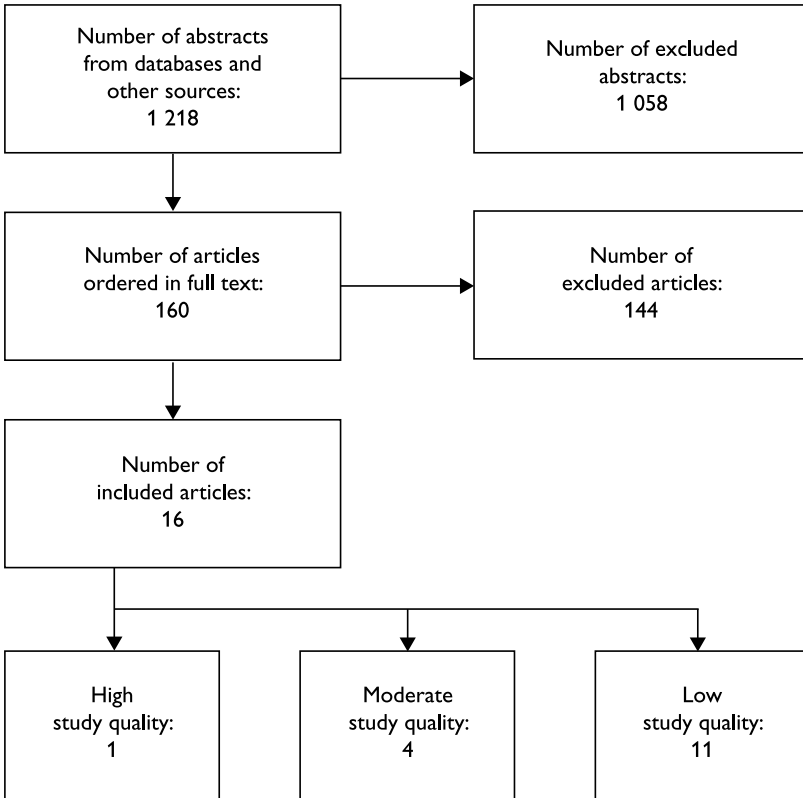 Number of abstracts
from databases and
other sources:
1 218
Number of excluded
abstracts:
1 058
Number of articles
ordered in full text:
160
Number of
excluded articles:
144
Number of
included articles:
16
High
study quality:
1
Moderate
study quality:
4
Low
study quality:
11